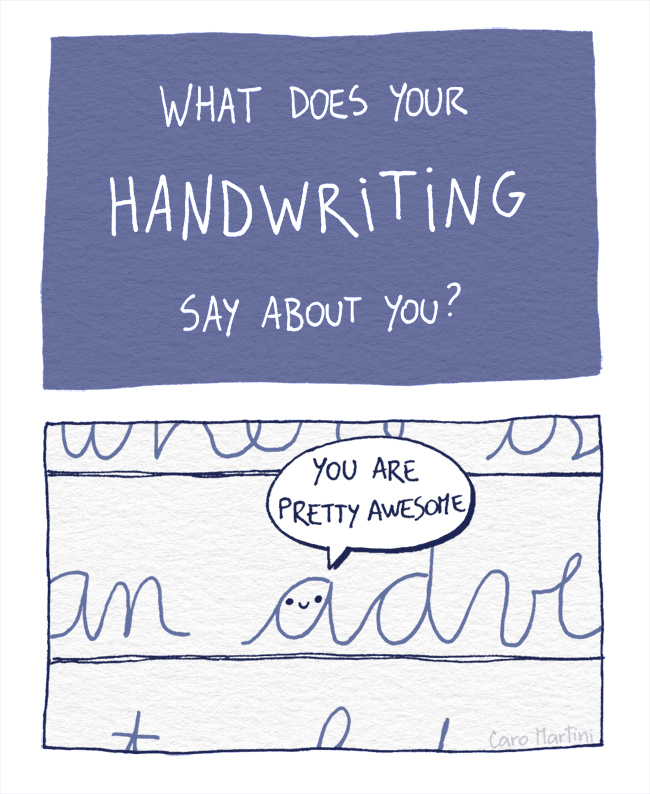 WHAT DOES YOUR
HANDWRiTiNG
SAY ABOUT YOU?
YOU ARE
PRETTY AWESOME
an adve
Caro Martini